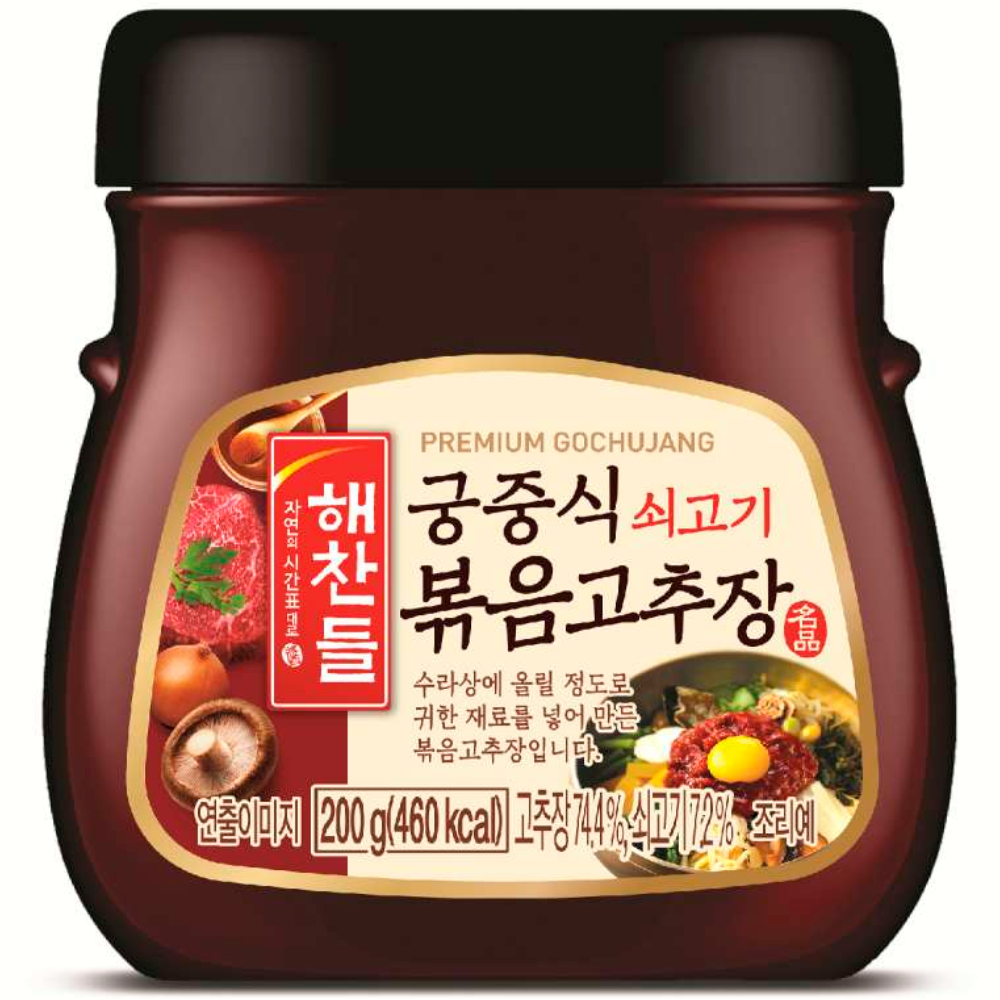 PREMIUM GOCHUJANG
해찬들
자연의 시간표대로
궁중식 쇠고기
볶음고추장
名品
수라상에 올릴 정도로
귀한 재료를 넣어 만든
볶음고추장입니다.
연출이미지 200 g(460 kcal) 고추장 74.4%, 쇠고기 7.2% 조리예